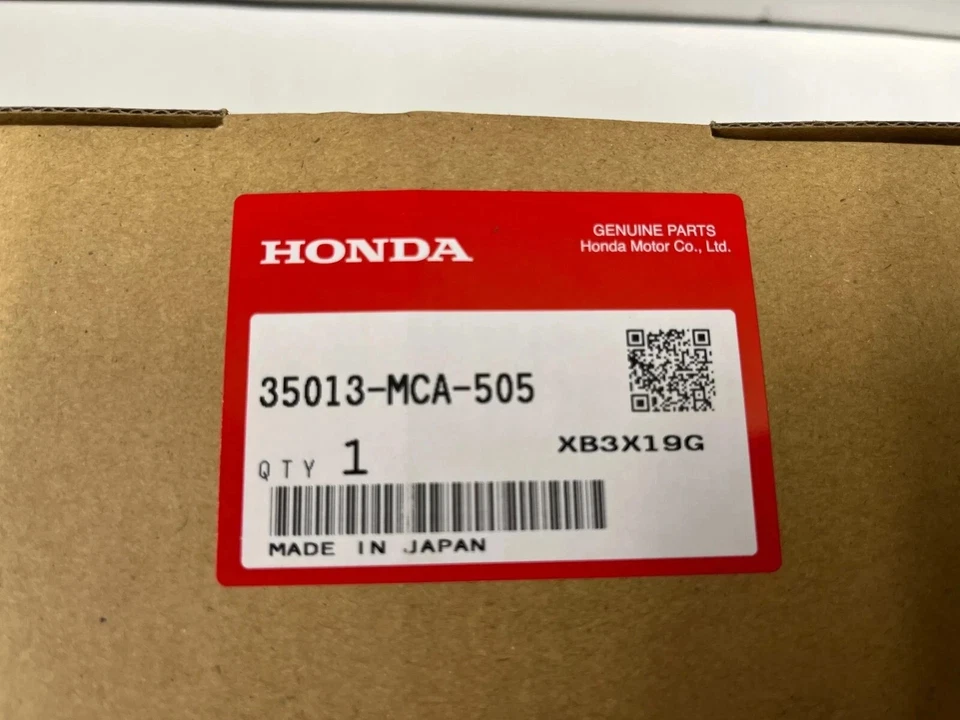 HONDA
GENUINE PARTS
Honda Motor Co., Ltd.
35013-MCA-505
XB3X19G
QTY 1
MADE IN JAPAN